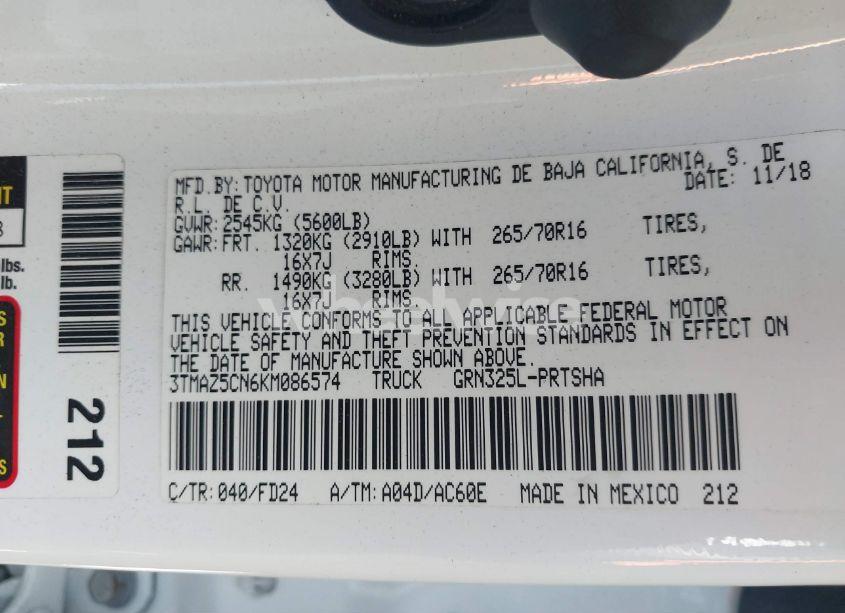 MFD.BY: TOYOTA MOTOR MANUFACTURING DE BAJA CALIFORNIA, S. DE
R.L. DE C.V. DATE: 11/18
GVWR: 2545KG (5600LB)
GAWR: FRT. 1320KG (2910LB) WITH 265/70R16 TIRES,
16X7J RIMS.
RR. 1490KG (3280LB) WITH 265/70R16 TIRES,
16X7J RIMS.
THIS VEHICLE CONFORMS TO ALL APPLICABLE FEDERAL MOTOR
VEHICLE SAFETY AND THEFT PREVENTION STANDARDS IN EFFECT ON
THE DATE OF MANUFACTURE SHOWN ABOVE.
3TMAZ5CN6KM086574 TRUCK GRN325L-PRTSHA
C/TR: 040/FD24 A/TM: A04D/AC60E MADE IN MEXICO 212
212
lbs.
lb.
wheelwise